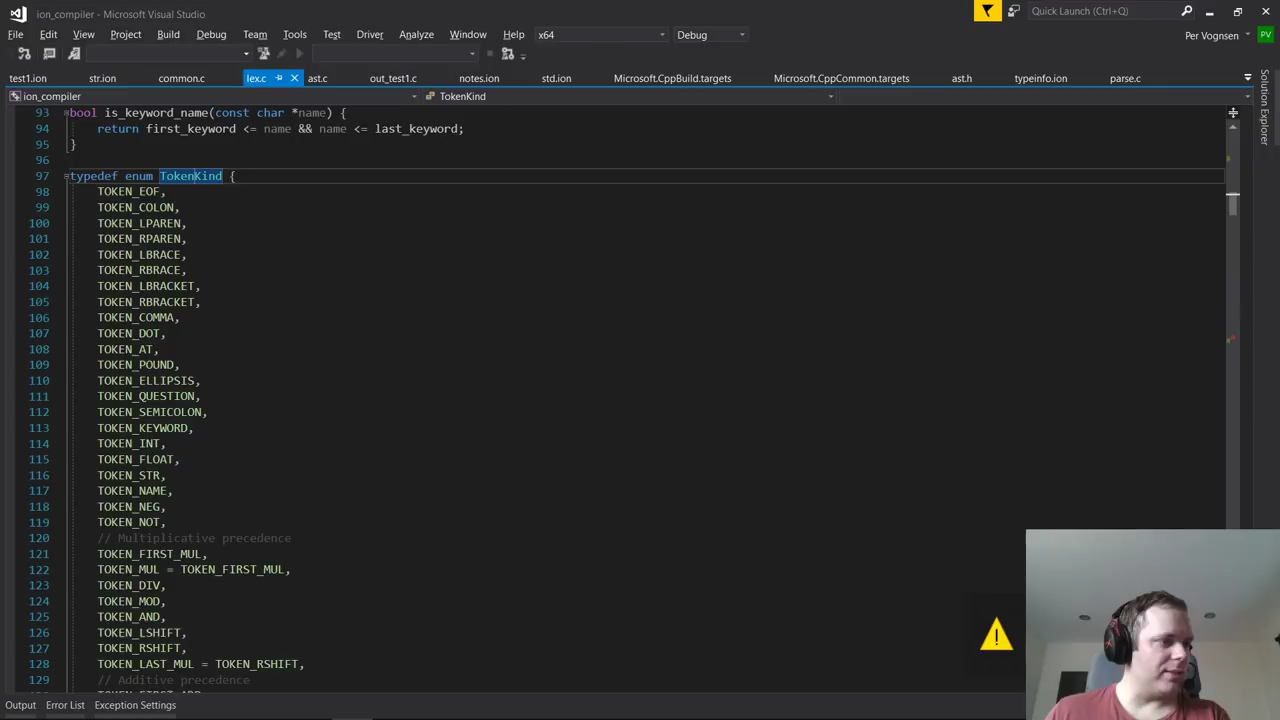 ion_compiler - Microsoft Visual Studio
Quick Launch (Ctrl+Q)
File Edit View Project Build Debug Team Tools Test Driver Analyze Window Help x64 Debug Per Vognsen PV
test1.ion str.ion common.c lex.c ast.c out_test1.c notes.ion std.ion Microsoft.CppBuild.targets Microsoft.CppCommon.targets ast.h typeinfo.ion parse.c
Solution Explorer
ion_compiler TokenKind
93 bool is_keyword_name(const char *name) {
94 return first_keyword <= name && name <= last_keyword;
95 }
96
97 typedef enum TokenKind {
98 TOKEN_EOF,
99 TOKEN_COLON,
100 TOKEN_LPAREN,
101 TOKEN_RPAREN,
102 TOKEN_LBRACE,
103 TOKEN_RBRACE,
104 TOKEN_LBRACKET,
105 TOKEN_RBRACKET,
106 TOKEN_COMMA,
107 TOKEN_DOT,
108 TOKEN_AT,
109 TOKEN_POUND,
110 TOKEN_ELLIPSIS,
111 TOKEN_QUESTION,
112 TOKEN_SEMICOLON,
113 TOKEN_KEYWORD,
114 TOKEN_INT,
115 TOKEN_FLOAT,
116 TOKEN_STR,
117 TOKEN_NAME,
118 TOKEN_NEG,
119 TOKEN_NOT,
120 // Multiplicative precedence
121 TOKEN_FIRST_MUL,
122 TOKEN_MUL = TOKEN_FIRST_MUL,
123 TOKEN_DIV,
124 TOKEN_MOD,
125 TOKEN_AND,
126 TOKEN_LSHIFT,
127 TOKEN_RSHIFT,
128 TOKEN_LAST_MUL = TOKEN_RSHIFT,
129 // Additive precedence
Output Error List Exception Settings